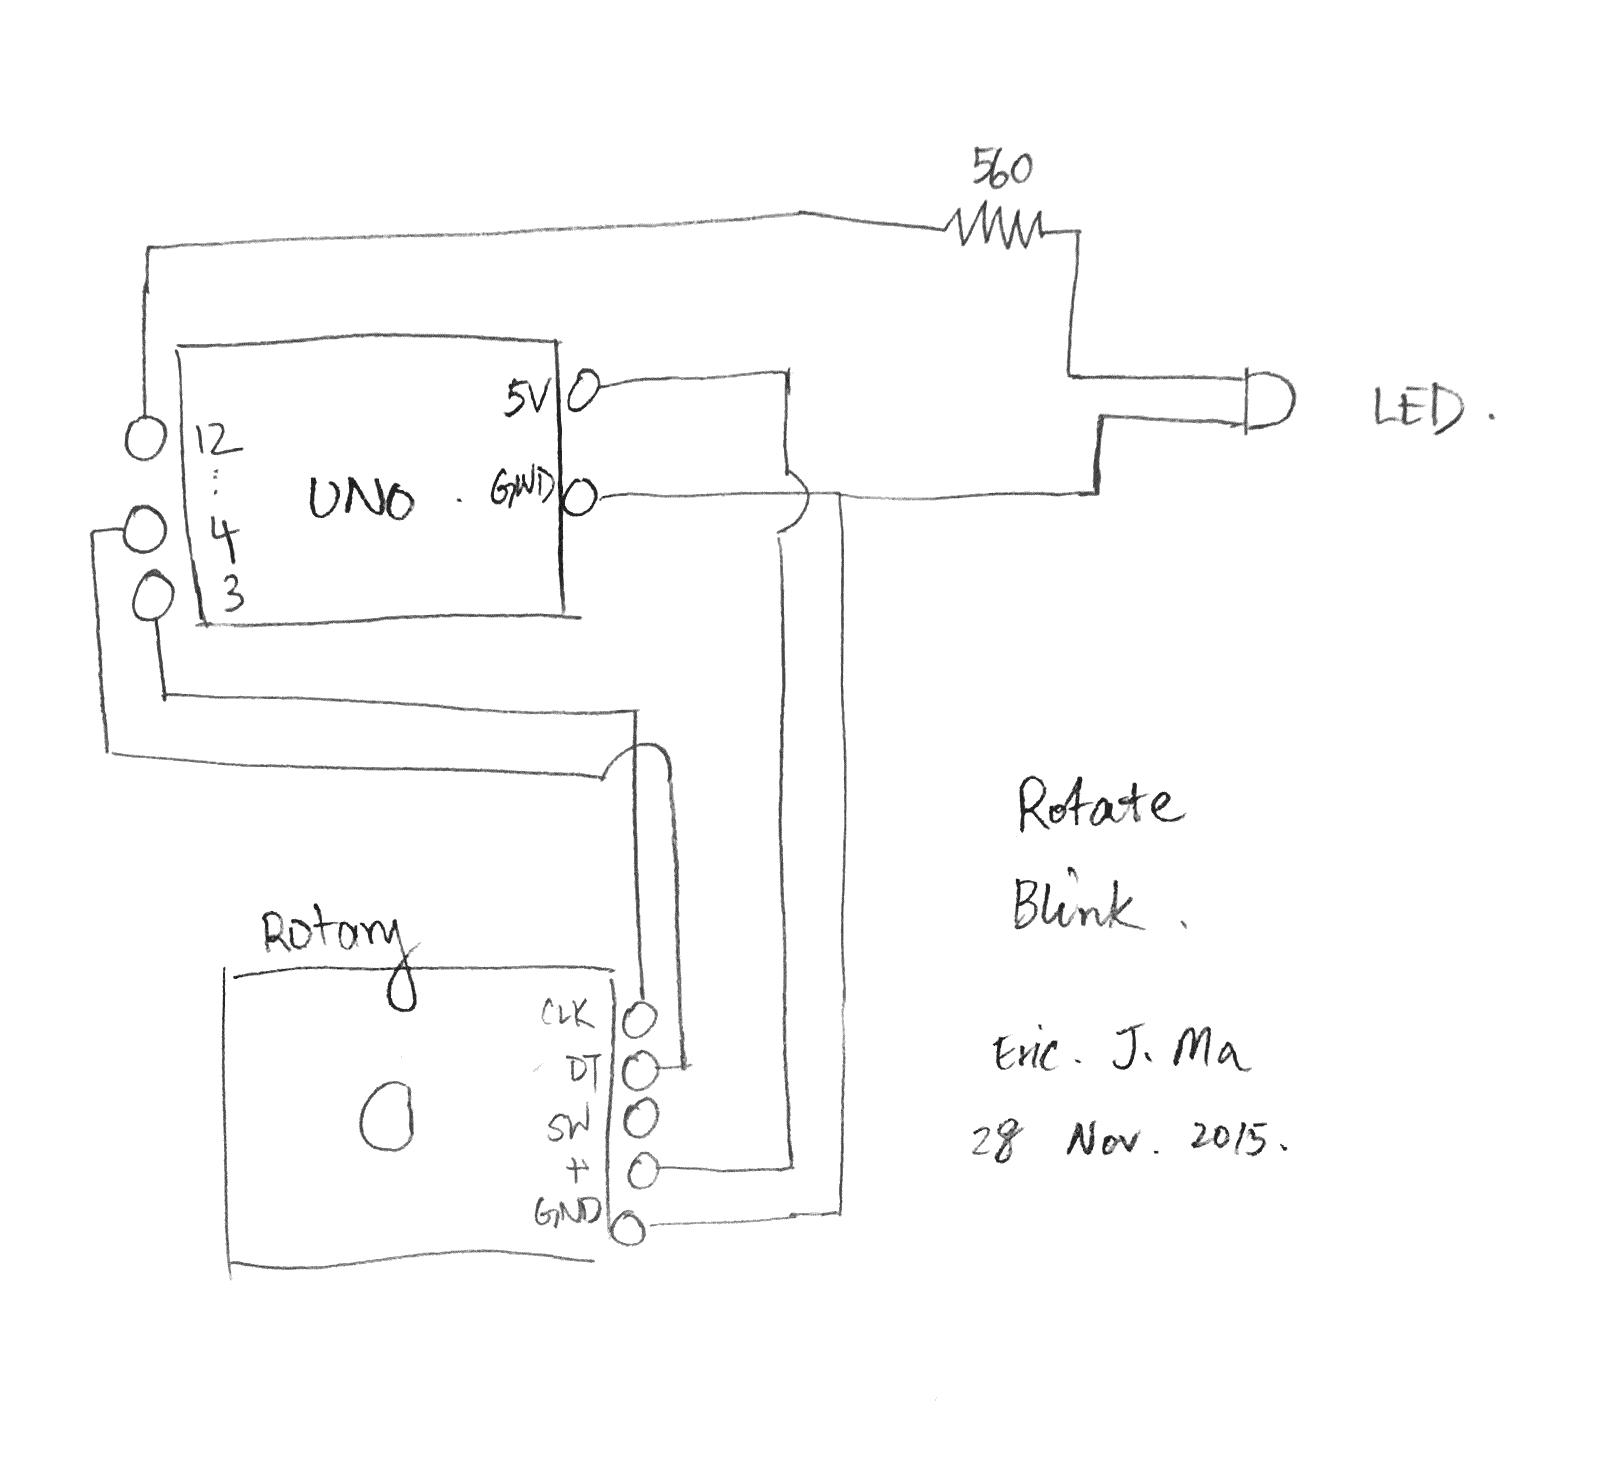 560
5V
LED.
12
UNO. GND
4
3
Rotate
Blink.
Rotary
CLK
Eric. J. Ma
DT
SW
28 Nov. 2015.
+
GND